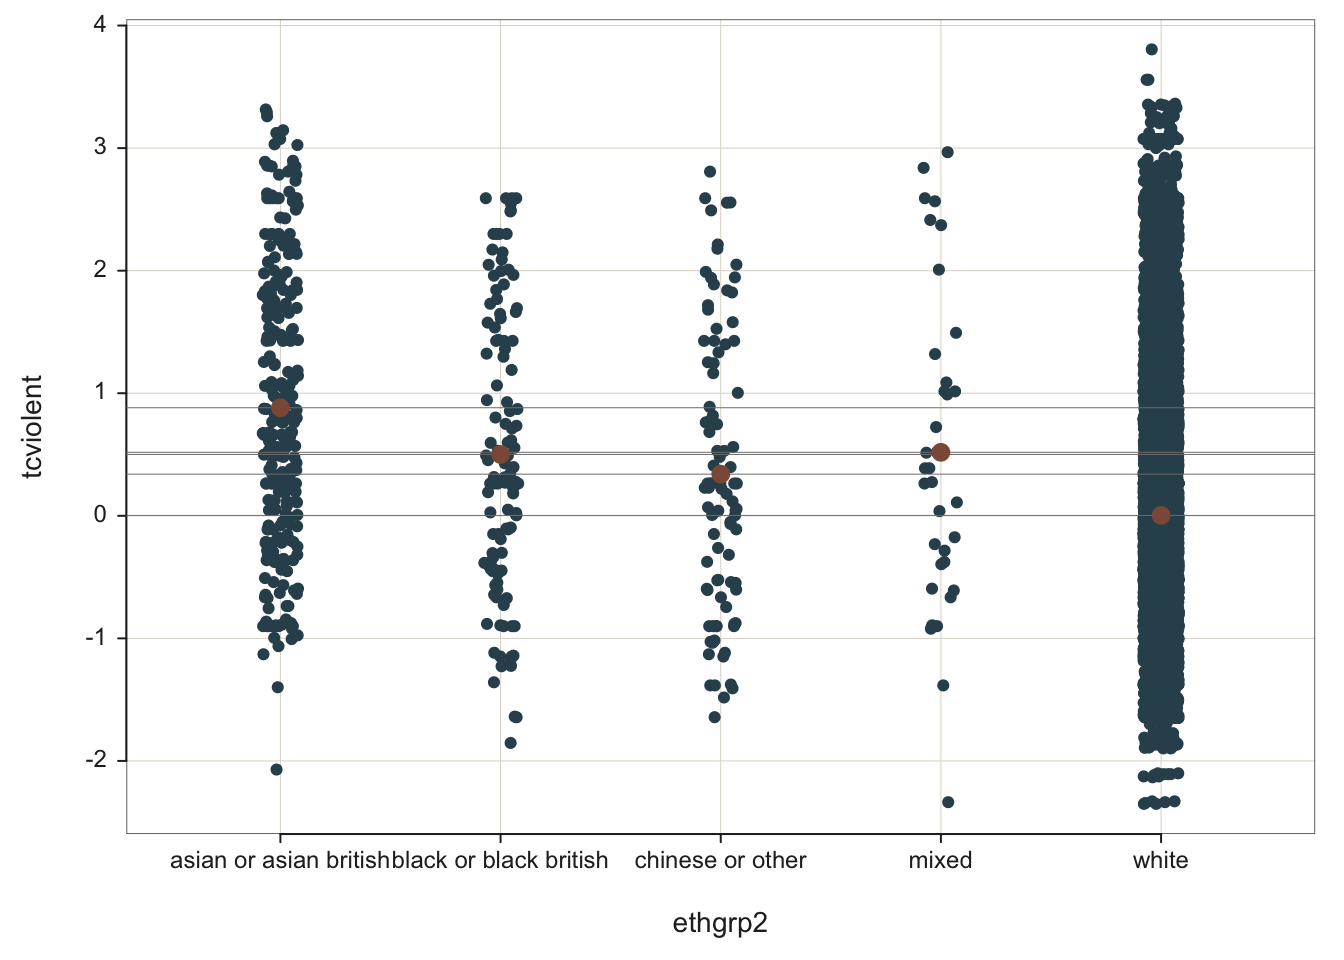 4
3
2
1
0
-1
-2
tcviolent
asian or asian british black or black british chinese or other mixed white
ethgrp2